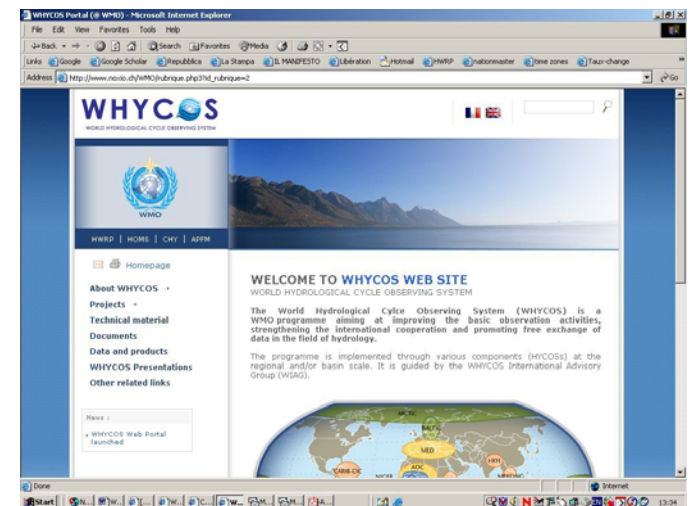 WHYCOS Portal (@ WMO) - Microsoft Internet Explorer
File Edit View Favorites Tools Help
Back Search Favorites Media
Links Google Google Scholar Repubblica La Stampa IL MANIFESTO Libération Hotmail HWRP nationmaster time zones Taux-change
Address http://www.noxio.ch/WMO/rubrique.php3?id_rubrique=2 Go
WHYCOS
WORLD HYDROLOGICAL CYCLE OBSERVING SYSTEM
WMO
HWRP | HOMS | CHY | APFM
Homepage
About WHYCOS
Projects
Technical material
Documents
Data and products
WHYCOS Presentations
Other related links
News :
WHYCOS Web Portal
launched
WELCOME TO WHYCOS WEB SITE
WORLD HYDROLOGICAL CYCLE OBSERVING SYSTEM
The World Hydrological Cylce Observing System (WHYCOS) is a
WMO programme aiming at improving the basic observation activities,
strengthening the international cooperation and promoting free exchange of
data in the field of hydrology.
The programme is implemented through various components (HYCOSs) at the
regional and/or basin scale. It is guided by the WHYCOS International Advisory
Group (WIAG).
ARCTIC
BALTIC
MED
HKH
CARIB-CIC
AOC
NIGER
MEKONG
Done Internet
Start 13:34